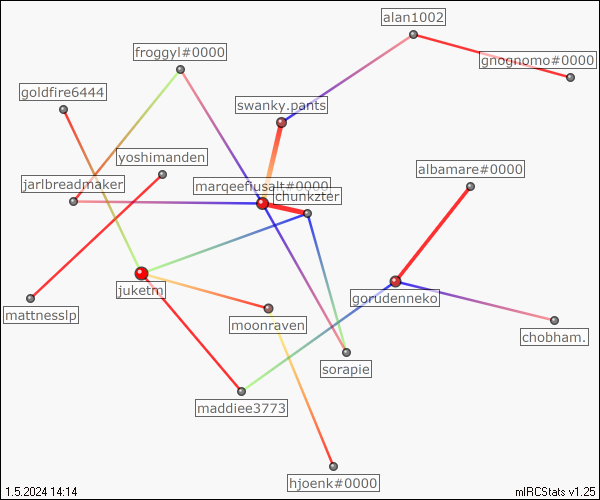 alan1002
froggyl#0000
gnognomo#0000
goldfire6444
swanky.pants
yoshimanden
albamare#0000
jarlbreadmaker
marqeeflusalt#0000
chunkzter
juketm
gorudenneko
mattnesslp
moonraven
chobham.
sorapie
maddiee3773
hjoenk#0000
1.5.2024 14:14
mIRCStats v1.25